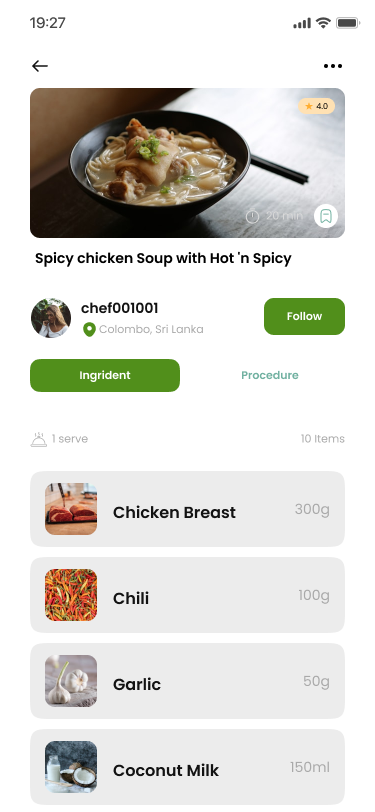 19:27
4.0
20 min
Spicy chicken Soup with Hot 'n Spicy
chef001001
Colombo, Sri Lanka
Follow
Ingrident
Procedure
1 serve
10 Items
Chicken Breast
300g
Chili
100g
Garlic
50g
Coconut Milk
150ml